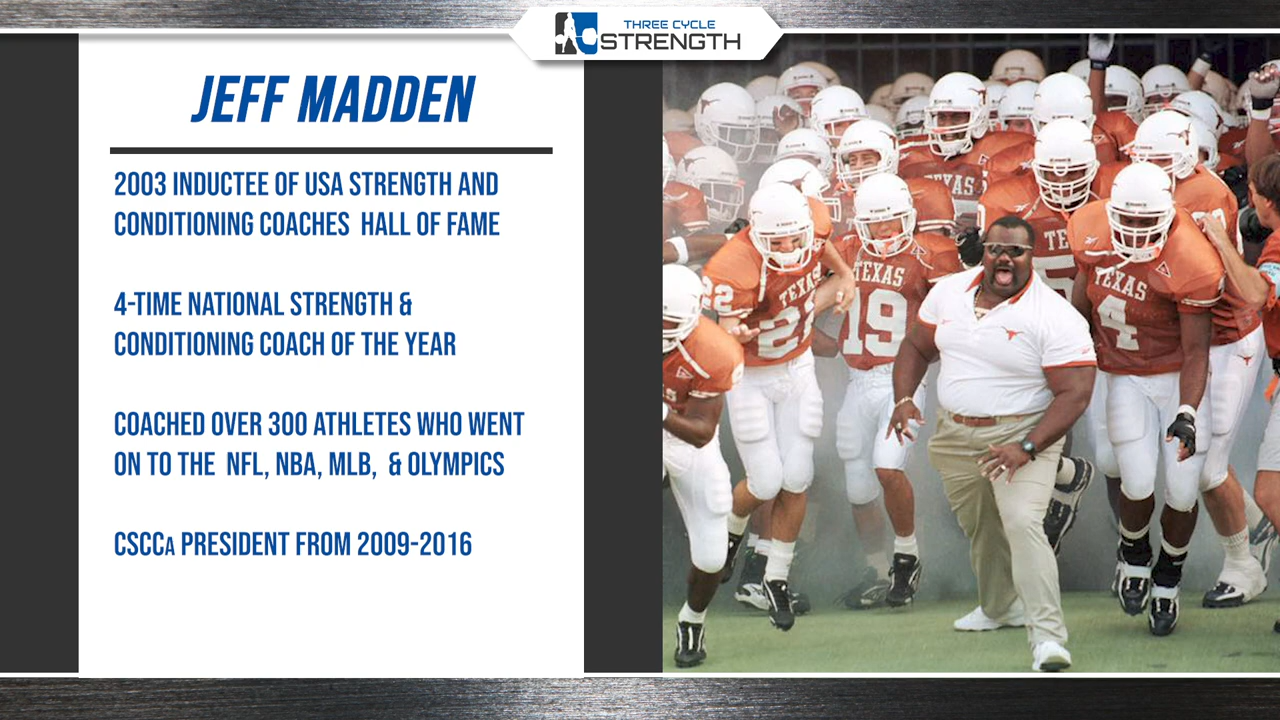 THREE CYCLE
STRENGTH
JEFF MADDEN
2003 INDUCTEE OF USA STRENGTH AND
CONDITIONING COACHES HALL OF FAME
4-TIME NATIONAL STRENGTH &
CONDITIONING COACH OF THE YEAR
COACHED OVER 300 ATHLETES WHO WENT
ON TO THE NFL, NBA, MLB, & OLYMPICS
CSCCA PRESIDENT FROM 2009-2016
TEXAS
TE
TEXAS
22
TEXAS
19
TEXAS
4